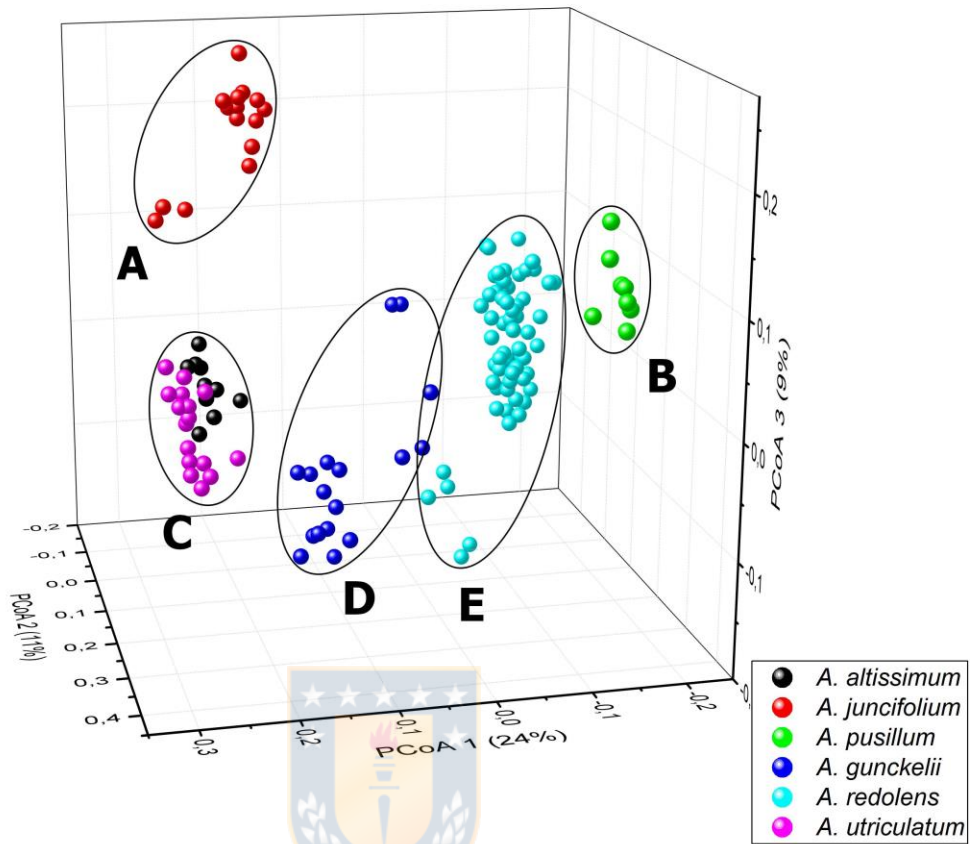 A
B
C
D
E
0,2
0,1
0,0
-0,1
-0,
PCoA 3 (9%)
-0,2
-0,1
0,0
0,1
0,2
0,3
0,4
PCoA 2 (11%)
0,3
0,2
0,1
0,0
-0,1
-0,2
PCoA 1 (24%)
A. altissimum
A. juncifolium
A. pusillum
A. gunckelii
A. redolens
A. utriculatum